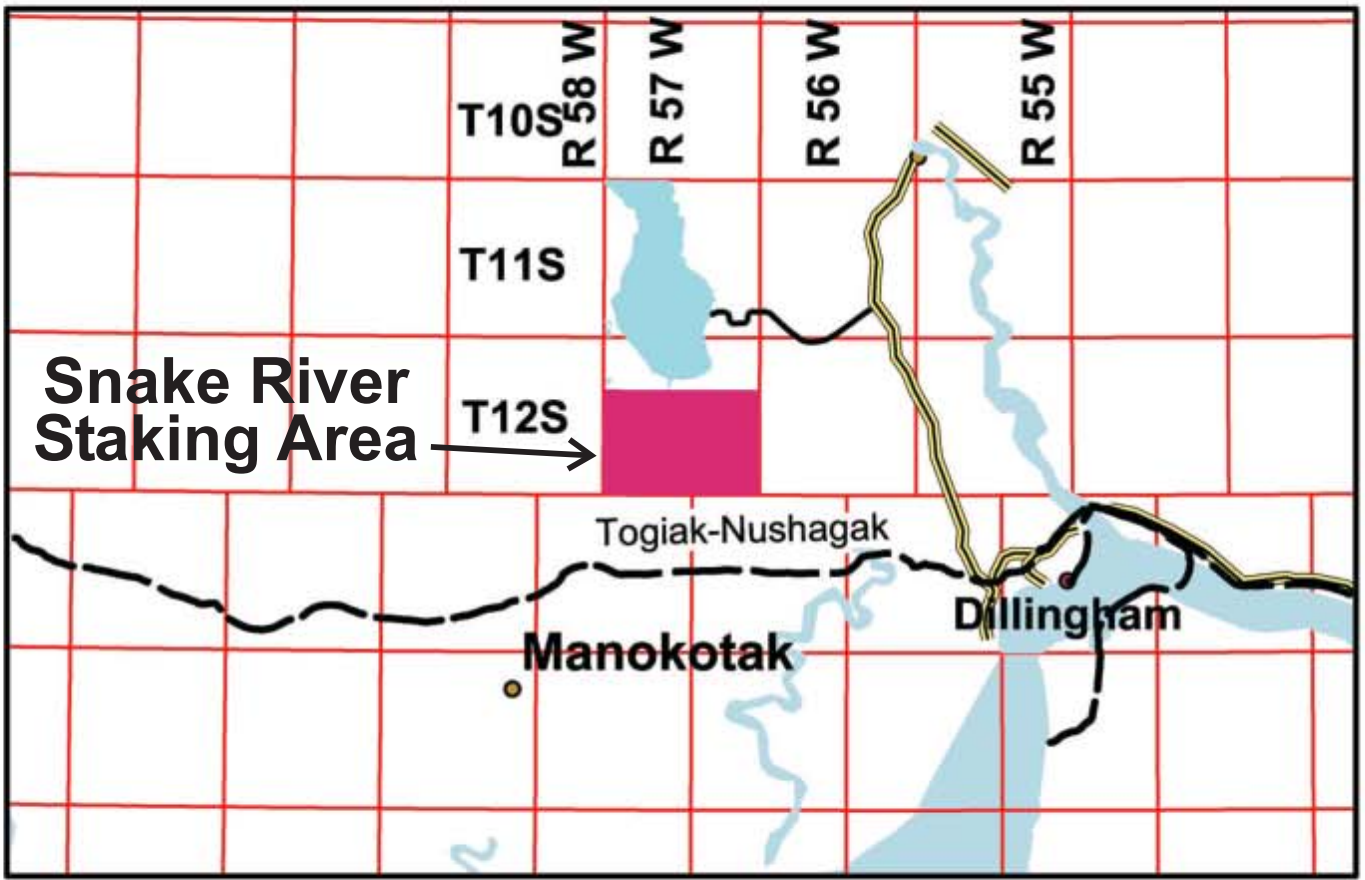 R 58 W
R 57 W
R 56 W
R 55 W
T10S
T11S
Snake River
Staking Area
T12S
Togiak-Nushagak
Dillingham
Manokotak